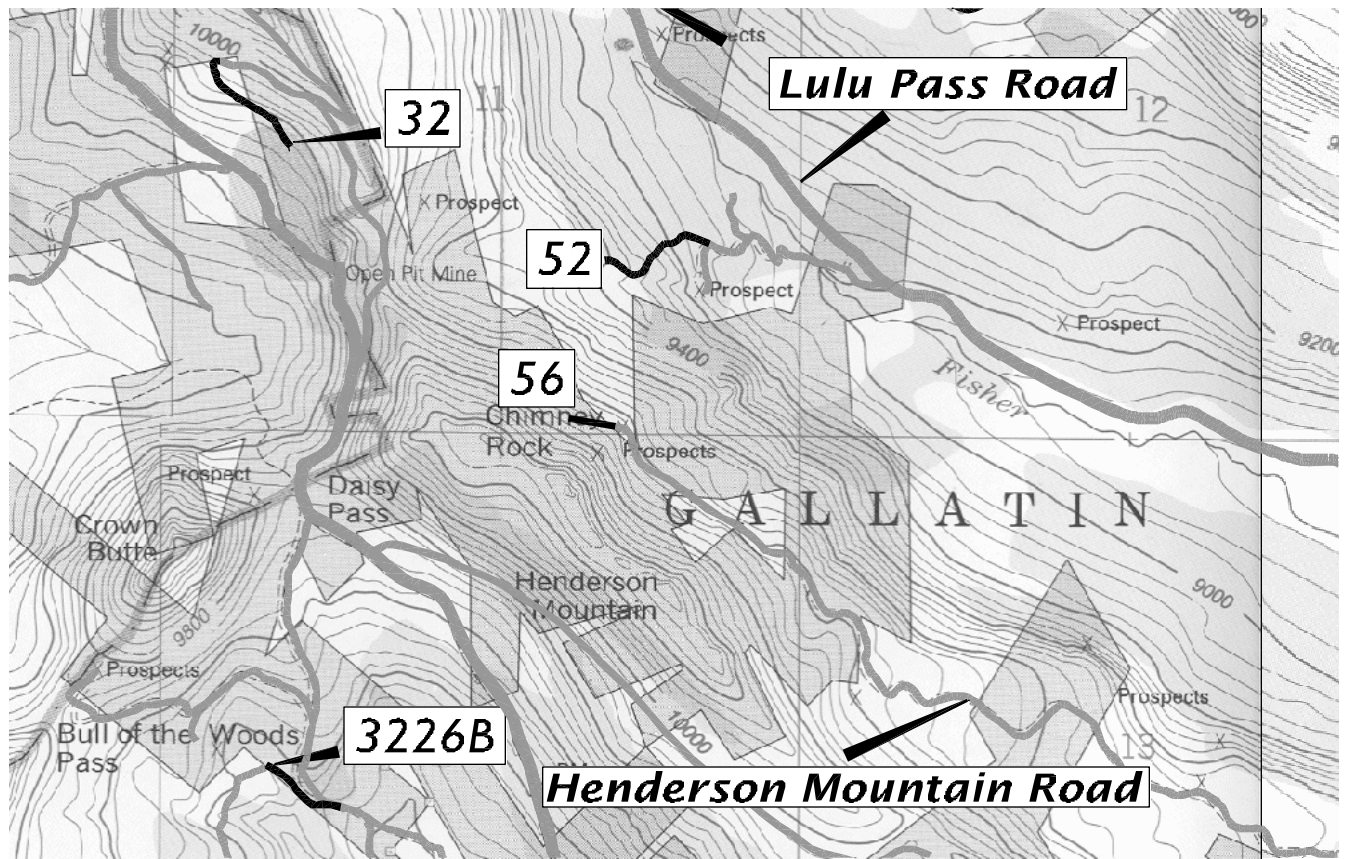 10000
Prospects
Lulu Pass Road
32
11
12
Prospect
52
Open Pit Mine
Prospect
Prospect
9400
9200
56
Fisher
Chimney
Rock
Prospects
Prospect
Daisy
Pass
GALLATIN
Crown
Butte
Henderson
Mountain
9000
9800
Prospects
Prospects
Bull of the Woods
Pass
10000
3226B
13
Henderson Mountain Road